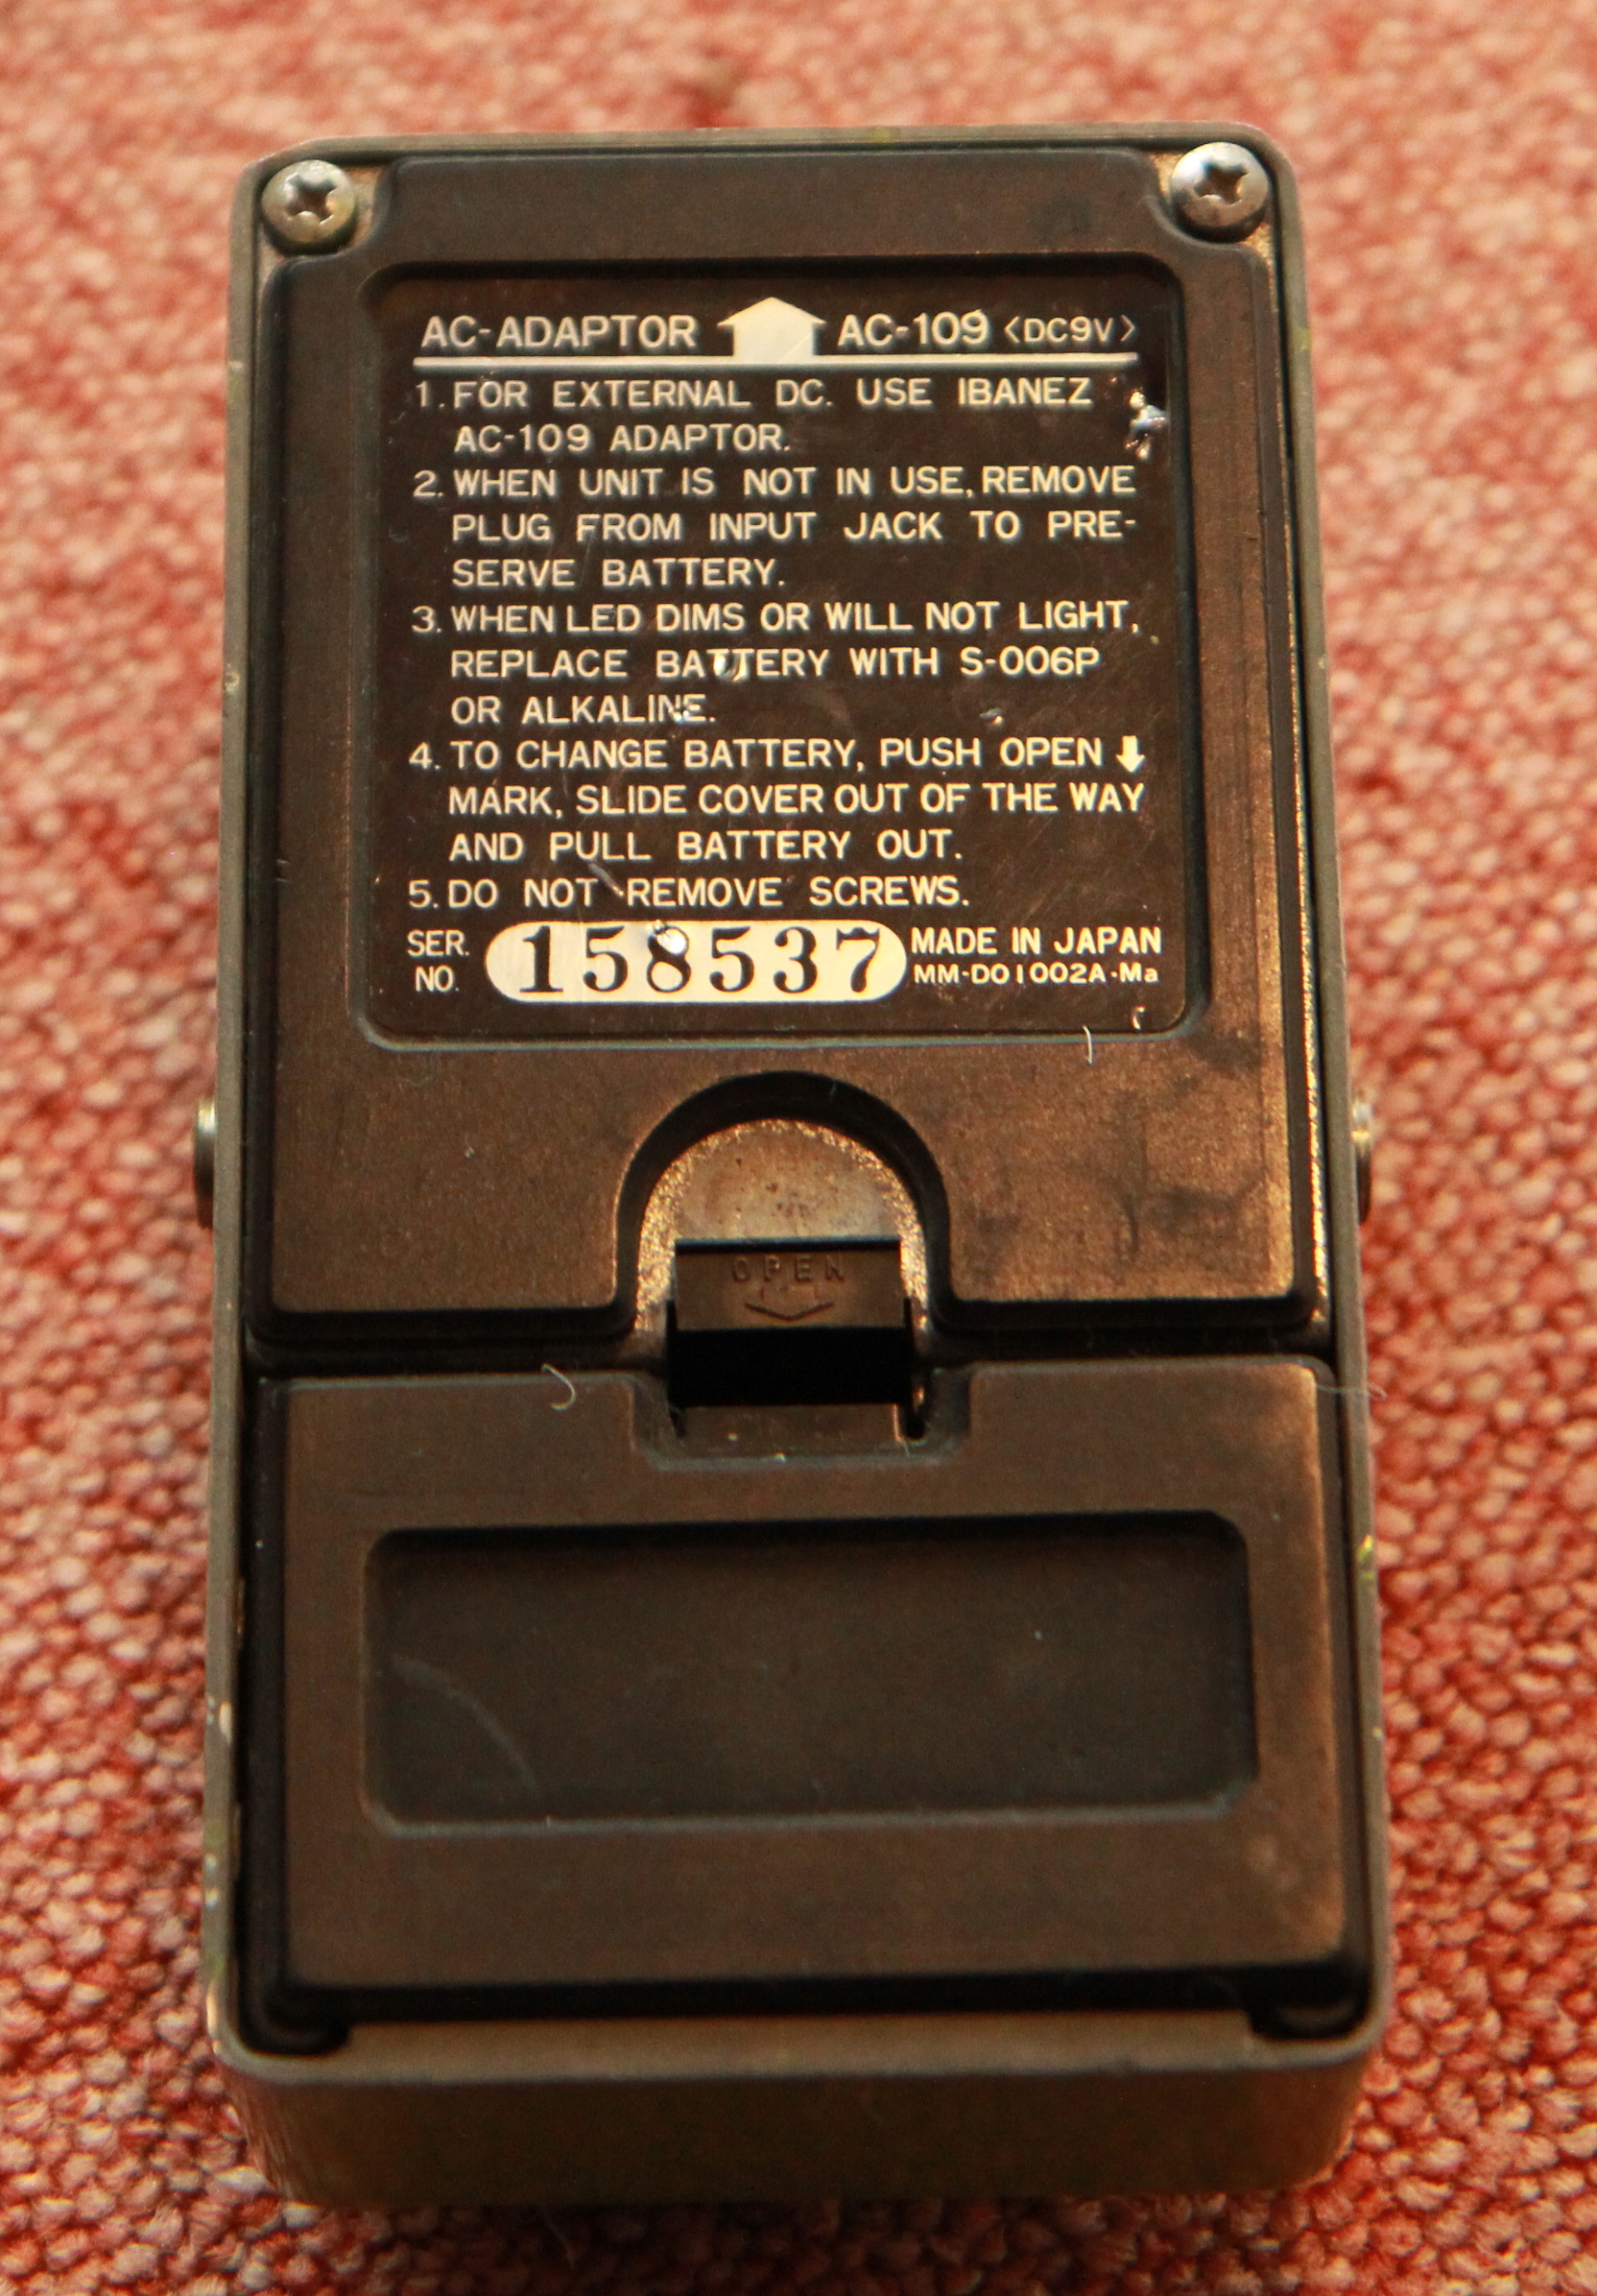 AC-ADAPTOR AC-109 <DC9V>
1. FOR EXTERNAL DC. USE IBANEZ
AC-109 ADAPTOR.
2. WHEN UNIT IS NOT IN USE, REMOVE
PLUG FROM INPUT JACK TO PRE-
SERVE BATTERY.
3. WHEN LED DIMS OR WILL NOT LIGHT,
REPLACE BATTERY WITH S-006P
OR ALKALINE.
4. TO CHANGE BATTERY, PUSH OPEN ⬇
MARK, SLIDE COVER OUT OF THE WAY
AND PULL BATTERY OUT.
5. DO NOT REMOVE SCREWS.
SER. NO. 158537 MADE IN JAPAN
MM-D01002A·Ma
OPEN